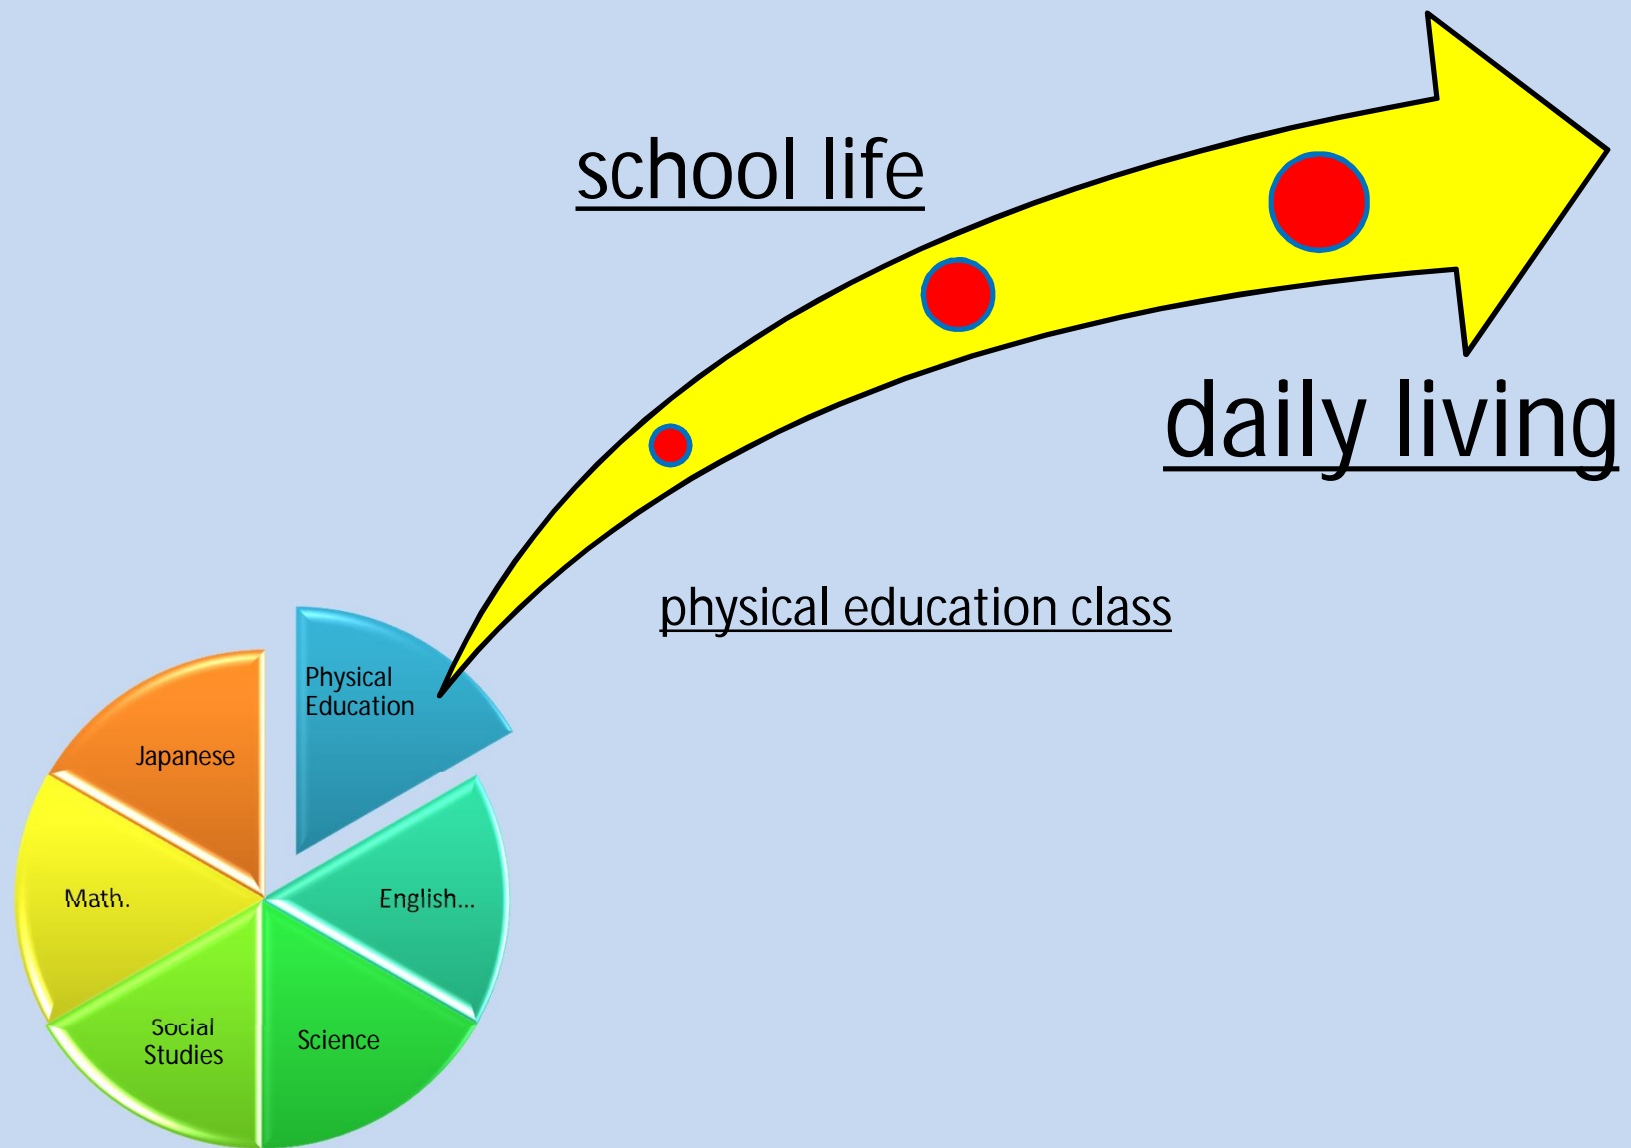 school life
daily living
physical education class
Physical
Education
Japanese
Math.
English...
Social
Studies
Science